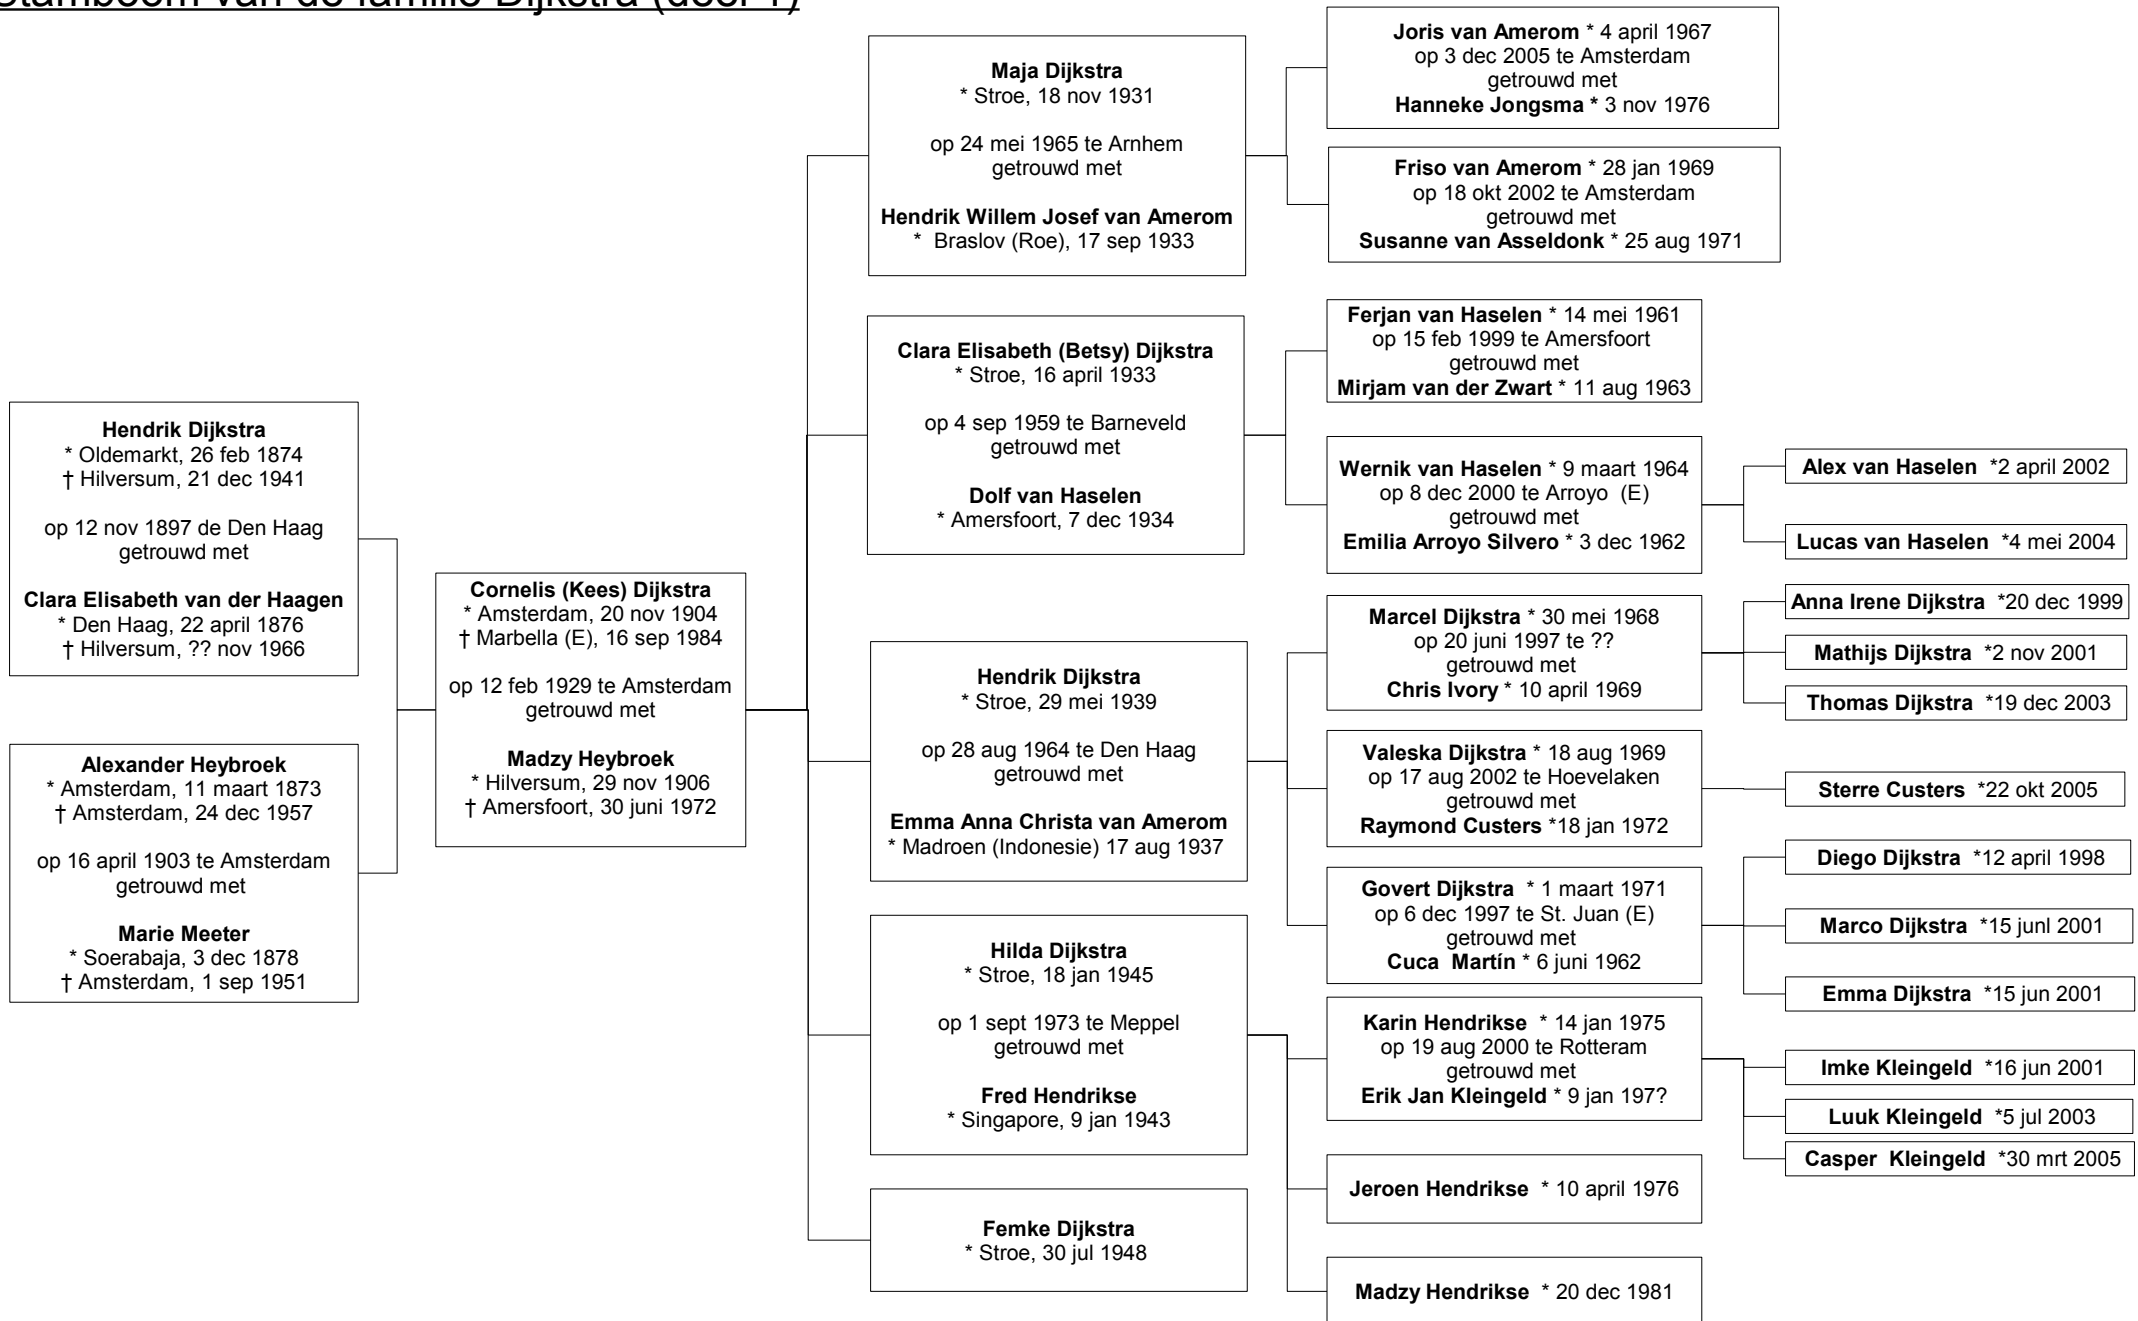 Stamboom van de familie Dijkstra (deel 1)
Hendrik Dijkstra
* Oldemarkt, 26 feb 1874
† Hilversum, 21 dec 1941
op 12 nov 1897 de Den Haag
getrouwd met
Clara Elisabeth van der Haagen
* Den Haag, 22 april 1876
† Hilversum, ?? nov 1966
Alexander Heybroek
* Amsterdam, 11 maart 1873
† Amsterdam, 24 dec 1957
op 16 april 1903 te Amsterdam
getrouwd met
Marie Meeter
* Soerabaja, 3 dec 1878
† Amsterdam, 1 sep 1951
Cornelis (Kees) Dijkstra
* Amsterdam, 20 nov 1904
† Marbella (E), 16 sep 1984
op 12 feb 1929 te Amsterdam
getrouwd met
Madzy Heybroek
* Hilversum, 29 nov 1906
† Amersfoort, 30 juni 1972
Maja Dijkstra
* Stroe, 18 nov 1931
op 24 mei 1965 te Arnhem
getrouwd met
Hendrik Willem Josef van Amerom
* Braslov (Roe), 17 sep 1933
Clara Elisabeth (Betsy) Dijkstra
* Stroe, 16 april 1933
op 4 sep 1959 te Barneveld
getrouwd met
Dolf van Haselen
* Amersfoort, 7 dec 1934
Hendrik Dijkstra
* Stroe, 29 mei 1939
op 28 aug 1964 te Den Haag
getrouwd met
Emma Anna Christa van Amerom
* Madroen (Indonesie) 17 aug 1937
Hilda Dijkstra
* Stroe, 18 jan 1945
op 1 sept 1973 te Meppel
getrouwd met
Fred Hendrikse
* Singapore, 9 jan 1943
Femke Dijkstra
* Stroe, 30 jul 1948
Joris van Amerom * 4 april 1967
op 3 dec 2005 te Amsterdam
getrouwd met
Hanneke Jongsma * 3 nov 1976
Friso van Amerom * 28 jan 1969
op 18 okt 2002 te Amsterdam
getrouwd met
Susanne van Asseldonk * 25 aug 1971
Ferjan van Haselen * 14 mei 1961
op 15 feb 1999 te Amersfoort
getrouwd met
Mirjam van der Zwart * 11 aug 1963
Wernik van Haselen * 9 maart 1964
op 8 dec 2000 te Arroyo (E)
getrouwd met
Emilia Arroyo Silvero * 3 dec 1962
Marcel Dijkstra * 30 mei 1968
op 20 juni 1997 te ??
getrouwd met
Chris Ivory * 10 april 1969
Valeska Dijkstra * 18 aug 1969
op 17 aug 2002 te Hoevelaken
getrouwd met
Raymond Custers *18 jan 1972
Govert Dijkstra * 1 maart 1971
op 6 dec 1997 te St. Juan (E)
getrouwd met
Cuca Martín * 6 juni 1962
Karin Hendrikse * 14 jan 1975
op 19 aug 2000 te Rotteram
getrouwd met
Erik Jan Kleingeld * 9 jan 197?
Jeroen Hendrikse * 10 april 1976
Madzy Hendrikse * 20 dec 1981
Alex van Haselen *2 april 2002
Lucas van Haselen *4 mei 2004
Anna Irene Dijkstra *20 dec 1999
Mathijs Dijkstra *2 nov 2001
Thomas Dijkstra *19 dec 2003
Sterre Custers *22 okt 2005
Diego Dijkstra *12 april 1998
Marco Dijkstra *15 junl 2001
Emma Dijkstra *15 jun 2001
Imke Kleingeld *16 jun 2001
Luuk Kleingeld *5 jul 2003
Casper Kleingeld *30 mrt 2005